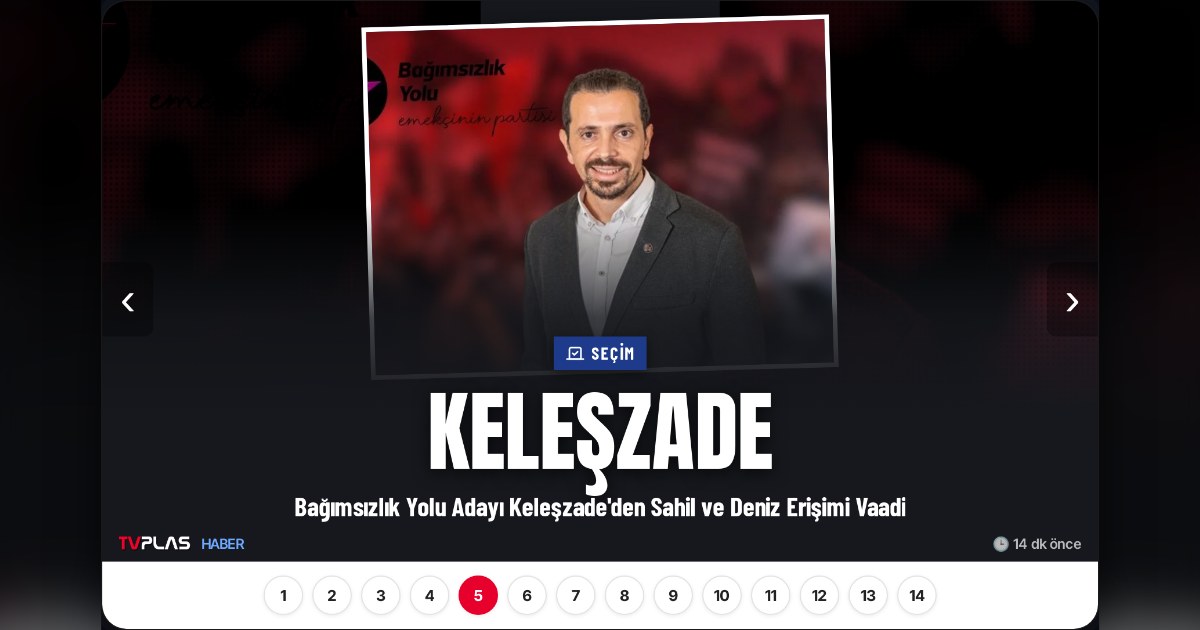 Bağımsızlık
Yolu
emekçinin partisi
SEÇİM
KELEŞZADE
Bağımsızlık Yolu Adayı Keleşzade'den Sahil ve Deniz Erişimi Vaadi
TVPLAS HABER
14 dk önce
1 2 3 4 5 6 7 8 9 10 11 12 13 14